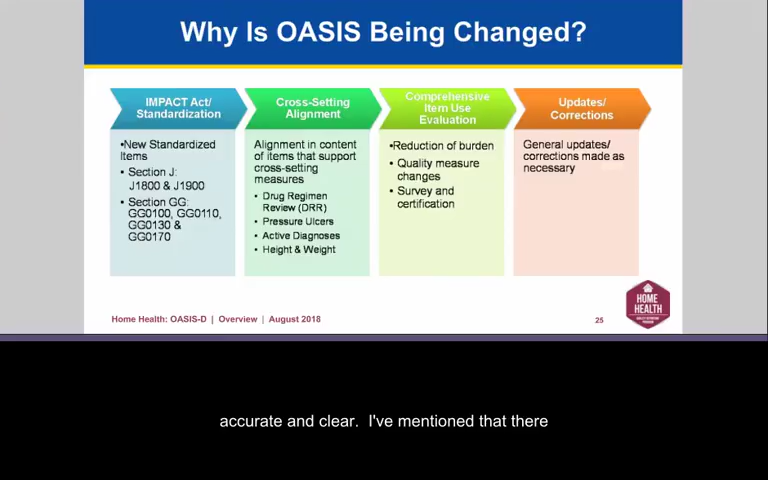 Why Is OASIS Being Changed?
IMPACT Act/
Standardization
•New Standardized
Items
• Section J:
J1800 & J1900
• Section GG:
GG0100, GG0110,
GG0130 &
GG0170
Cross-Setting
Alignment
Alignment in content
of items that support
cross-setting
measures
• Drug Regimen
Review (DRR)
• Pressure Ulcers
• Active Diagnoses
• Height & Weight
Comprehensive
Item Use
Evaluation
•Reduction of burden
• Quality measure
changes
• Survey and
certification
Updates/
Corrections
General updates/
corrections made as
necessary
Home Health: OASIS-D | Overview | August 2018
25
HOME
HEALTH
accurate and clear.  I've mentioned that there